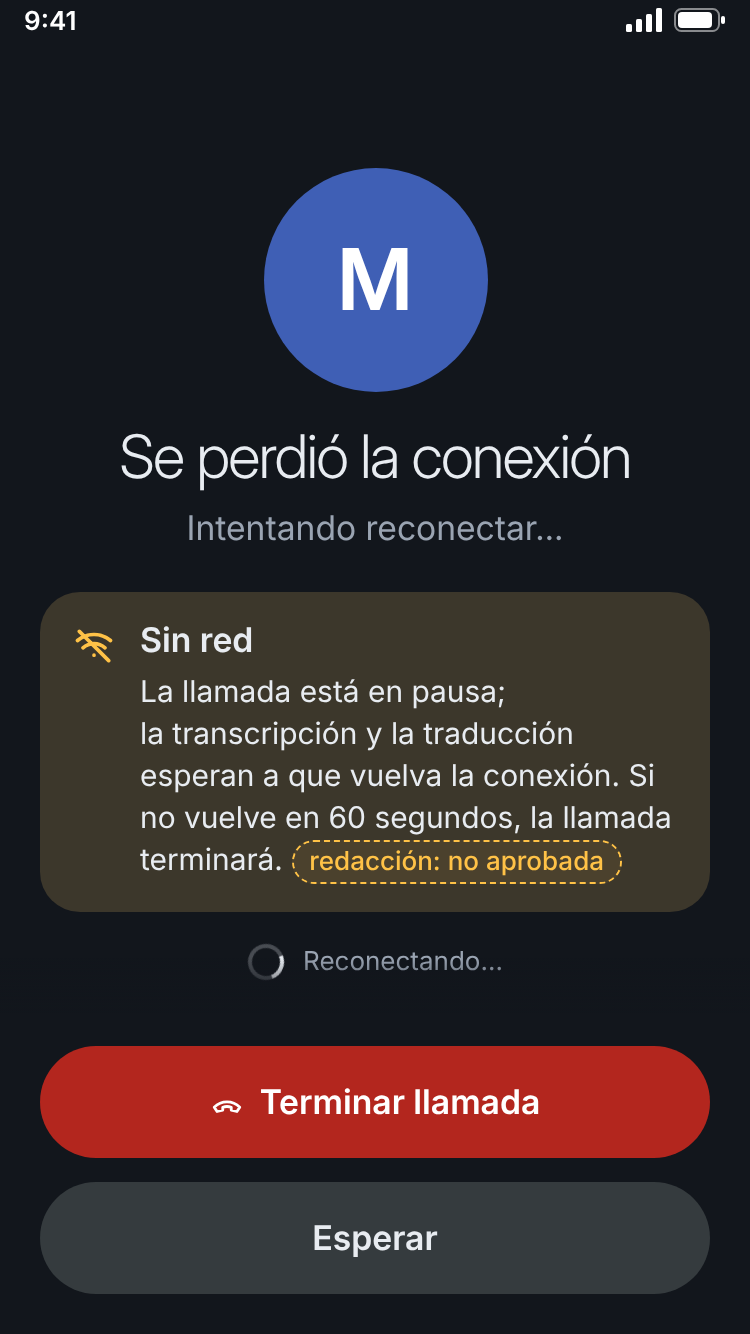 9:41
M
Se perdió la conexión
Intentando reconectar...
Sin red
La llamada está en pausa;
la transcripción y la traducción
esperan a que vuelva la conexión. Si
no vuelve en 60 segundos, la llamada
terminará. redacción: no aprobada
Reconectando...
Terminar llamada
Esperar